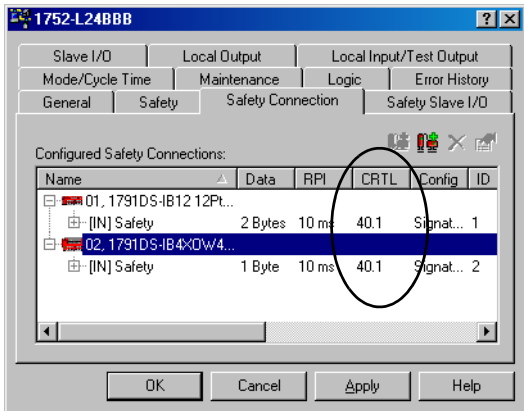 1752-L24BBB
Slave I/O Local Output Local Input/Test Output
Mode/Cycle Time Maintenance Logic Error History
General Safety Safety Connection Safety Slave I/O
Configured Safety Connections:
Name Data RPI CRTL Config ID
01, 1791DS-IB12 12Pt...
[IN] Safety 2 Bytes 10 ms 40.1 Signat... 1
02, 1791DS-IB4XOW4...
[IN] Safety 1 Byte 10 ms 40.1 Signat... 2
OK Cancel Apply Help